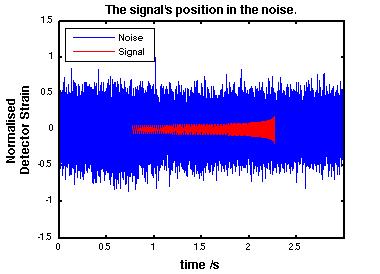 The signal's position in the noise.
Noise
Signal
1.5
1
0.5
0
-0.5
-1
-1.5
Normalised
Detector Strain
0 0.5 1 1.5 2 2.5
time /s